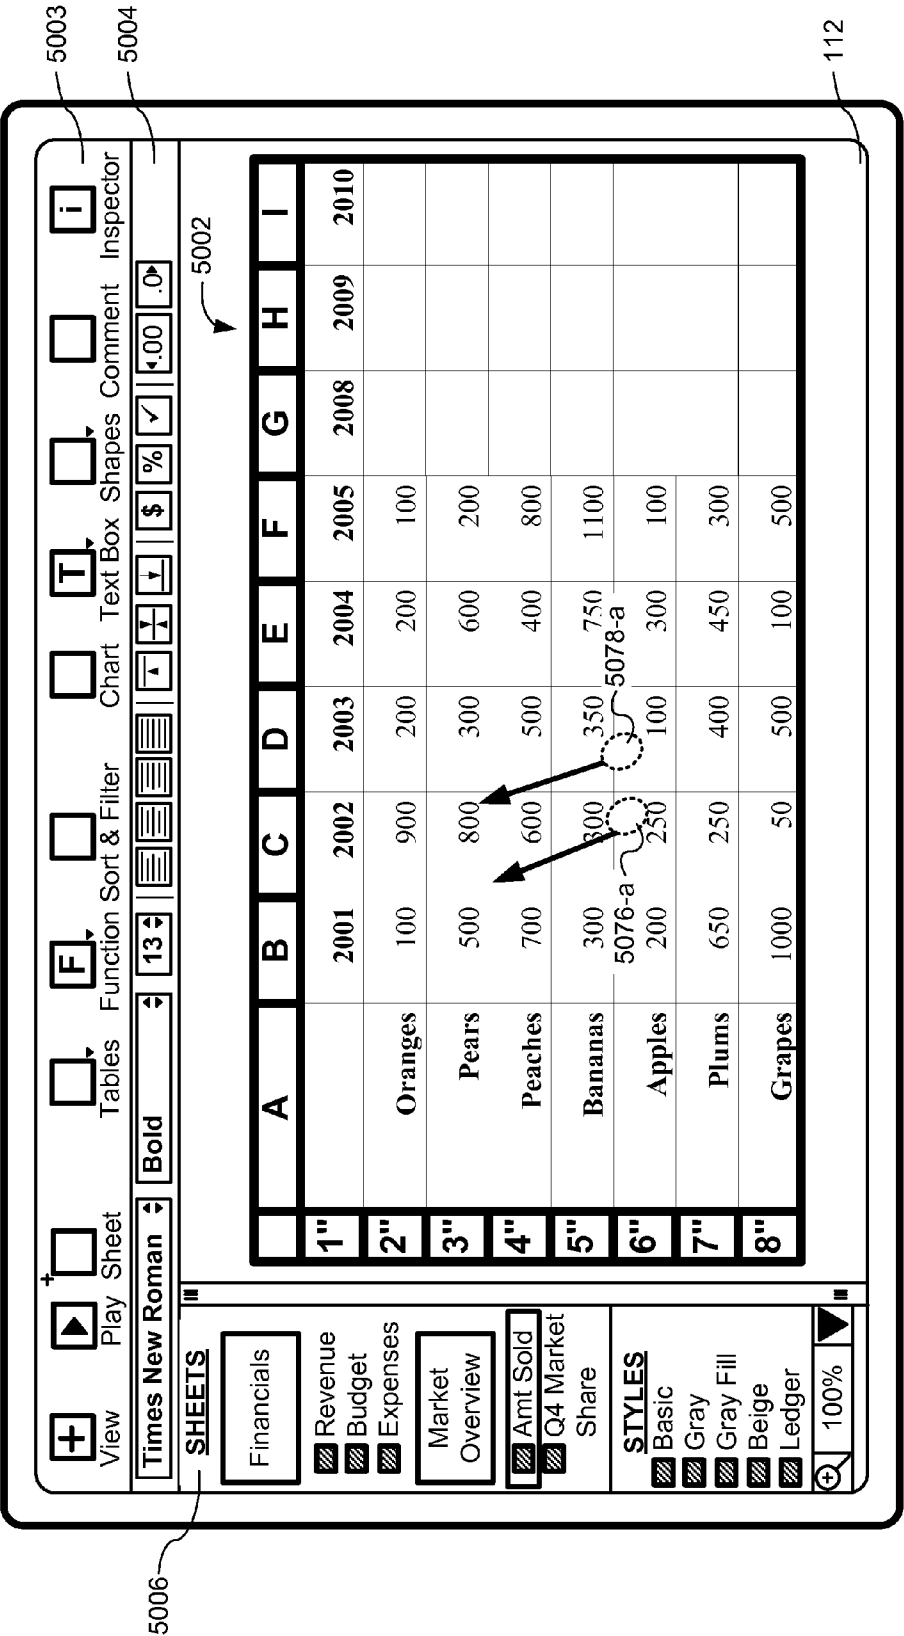 5003
5004
112
View Play Sheet Tables Function Sort & Filter Chart Text Box Shapes Comment Inspector
F T i
Times New Roman Bold 13 $ % ✓ .00 .0
5006
5002
SHEETS
Financials
Revenue
Budget
Expenses
Market
Overview
Amt Sold
Q4 Market
Share
STYLES
Basic
Gray
Gray Fill
Beige
Ledger
100%
A B C D E F G H I
1" 2001 2002 2003 2004 2005 2008 2009 2010
2" Oranges 100 900 200 200 100
3" Pears 500 800 300 600 200
4" Peaches 700 600 500 400 800
5" Bananas 300 300 350 750 1100
5076-a 5078-a
6" Apples 200 250 100 300 100
7" Plums 650 250 400 450 300
8" Grapes 1000 50 500 100 500